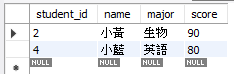 student_id name major score
2 小黃 生物 90
4 小藍 英語 80
NULL NULL NULL NULL